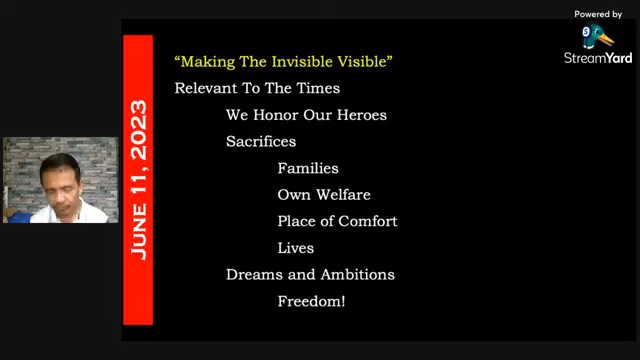 Powered by
StreamYard
JUNE 11, 2023
“Making The Invisible Visible”
Relevant To The Times
We Honor Our Heroes
Sacrifices
Families
Own Welfare
Place of Comfort
Lives
Dreams and Ambitions
Freedom!